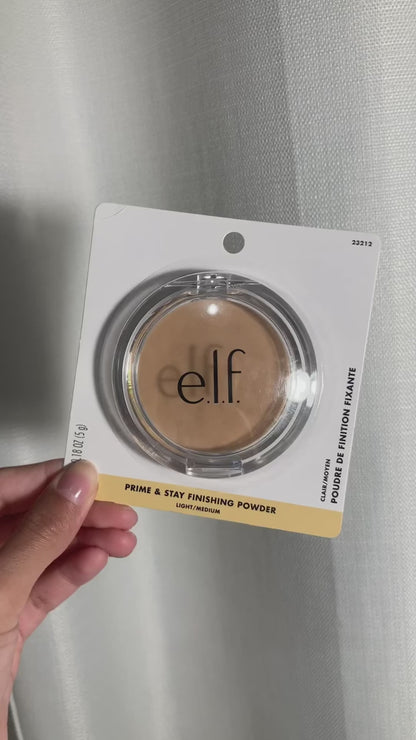 23212
e.l.f.
PRIME & STAY FINISHING POWDER
LIGHT/MEDIUM
CLAIR/MOYEN
POUDRE DE FINITION FIXANTE
.18 OZ (5 g)